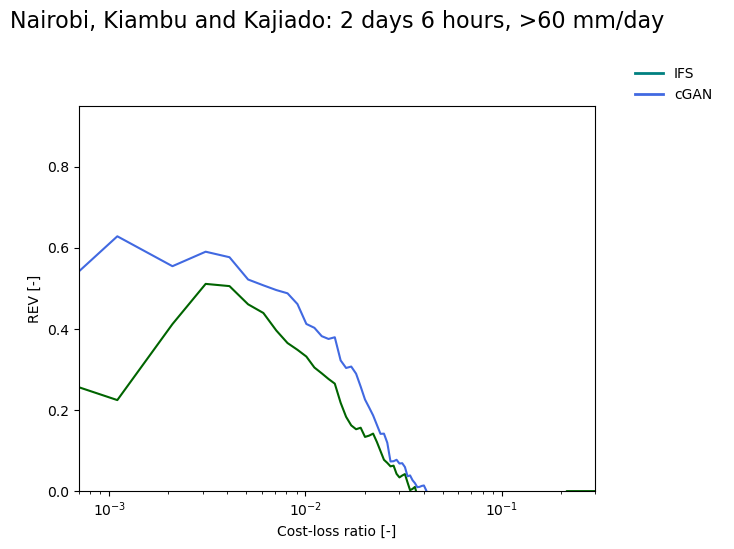 Nairobi, Kiambu and Kajiado: 2 days 6 hours, >60 mm/day
IFS
cGAN
0.8
0.6
0.4
0.2
0.0
REV [-]
10⁻³
10⁻²
10⁻¹
Cost-loss ratio [-]